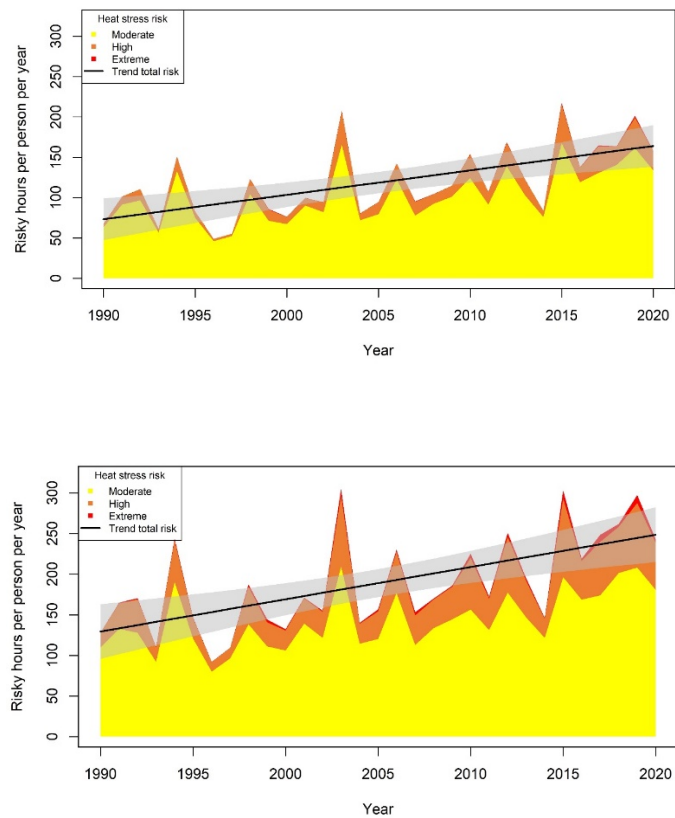 Heat stress risk
Moderate
High
Extreme
Trend total risk
Risky hours per person per year
300
250
200
150
100
50
0
1990 1995 2000 2005 2010 2015 2020
Year
Heat stress risk
Moderate
High
Extreme
Trend total risk
Risky hours per person per year
300
250
200
150
100
50
0
1990 1995 2000 2005 2010 2015 2020
Year